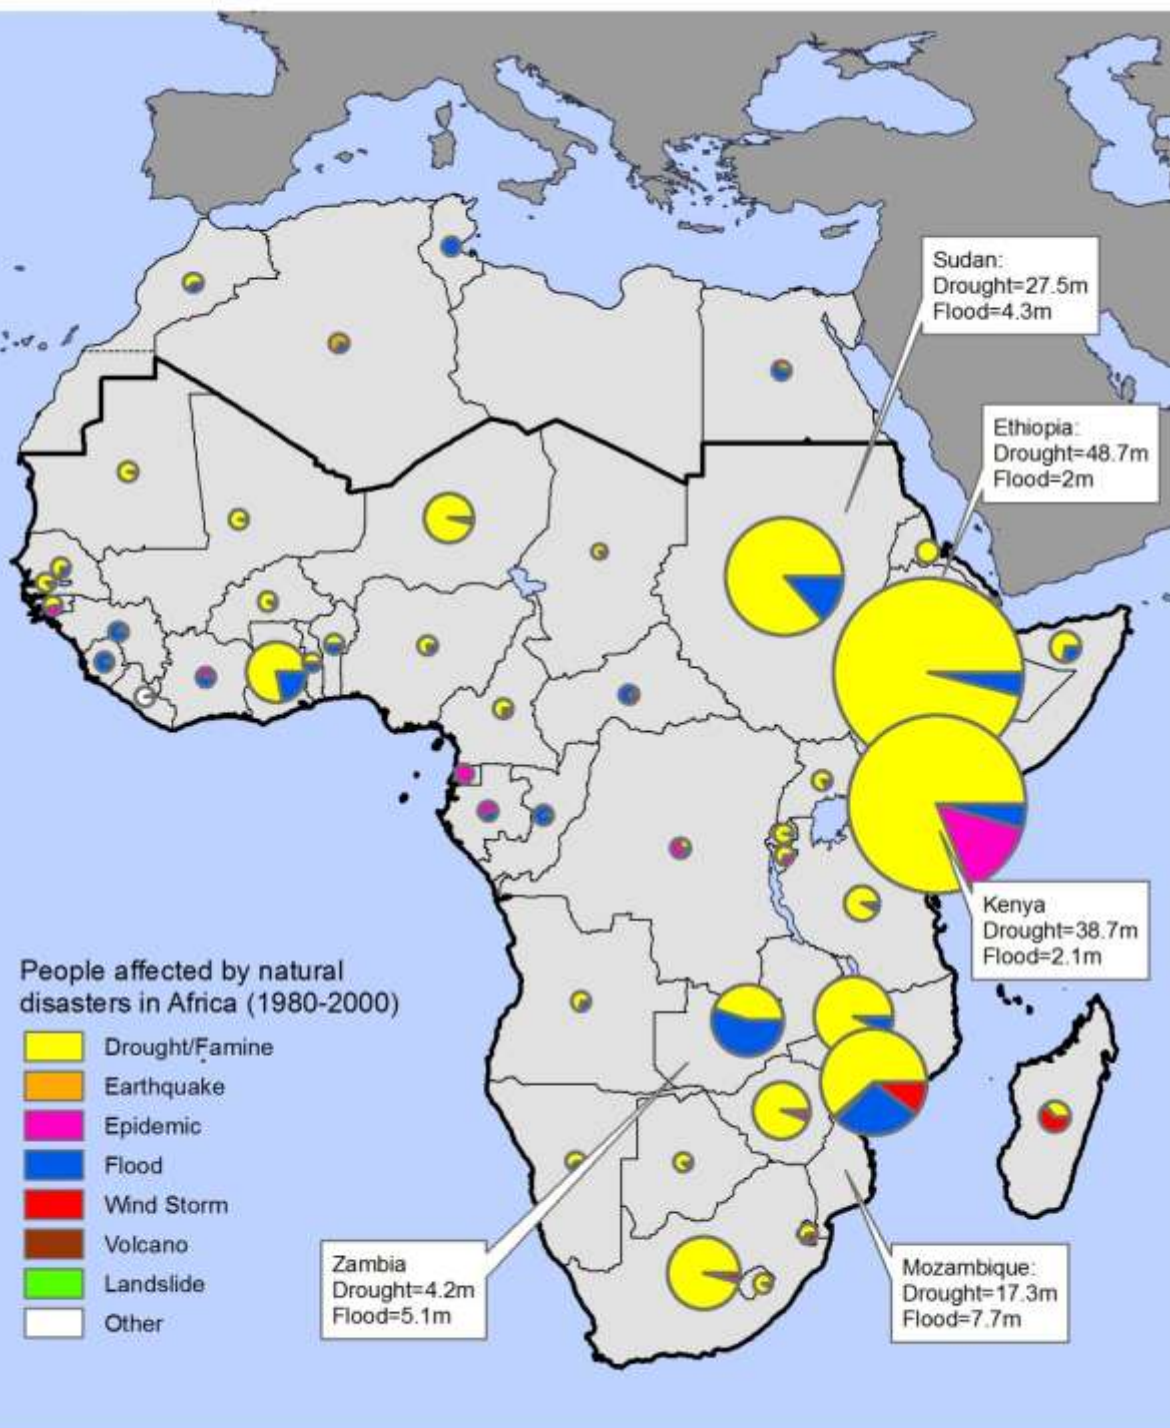 Sudan:
Drought=27.5m
Flood=4.3m
Ethiopia:
Drought=48.7m
Flood=2m
Kenya
Drought=38.7m
Flood=2.1m
People affected by natural
disasters in Africa (1980-2000)
Drought/Famine
Earthquake
Epidemic
Flood
Wind Storm
Volcano
Landslide
Other
Zambia
Drought=4.2m
Flood=5.1m
Mozambique:
Drought=17.3m
Flood=7.7m